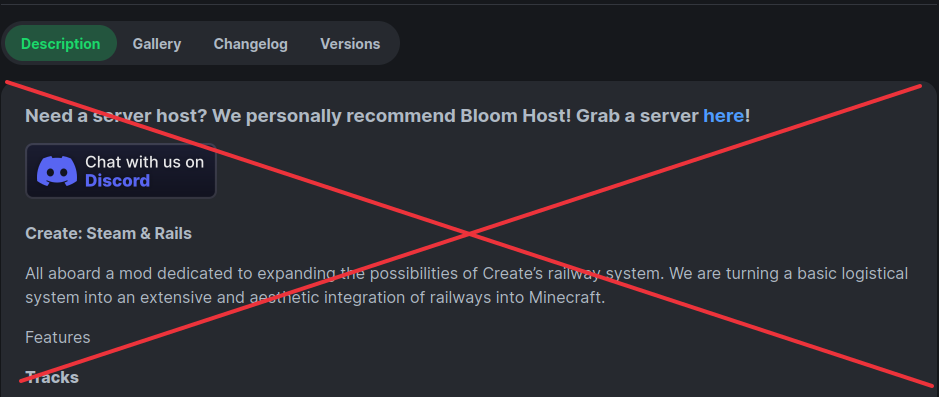 Description Gallery Changelog Versions
Need a server host? We personally recommend Bloom Host! Grab a server here!
Chat with us on
Discord
Create: Steam & Rails
All aboard a mod dedicated to expanding the possibilities of Create’s railway system. We are turning a basic logistical
system into an extensive and aesthetic integration of railways into Minecraft.
Features
Tracks